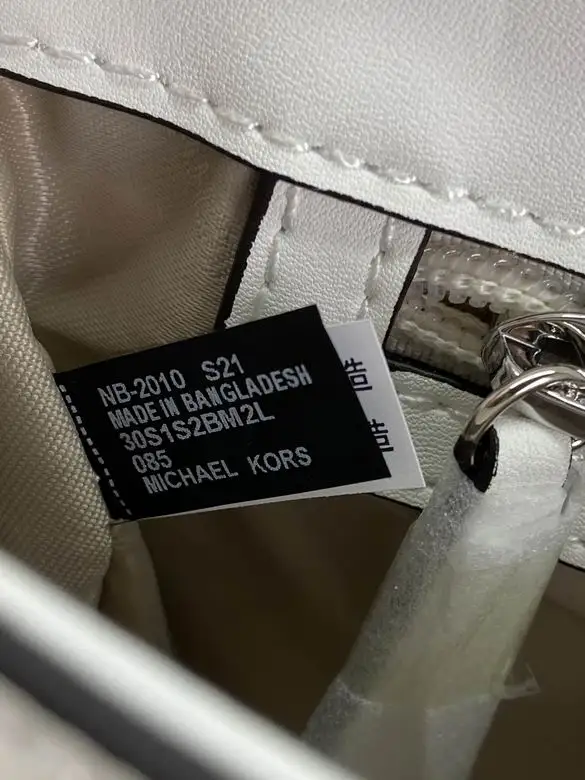 NB-2010 S21
MADE IN BANGLADESH
30S1S2BM2L
085
MICHAEL KORS